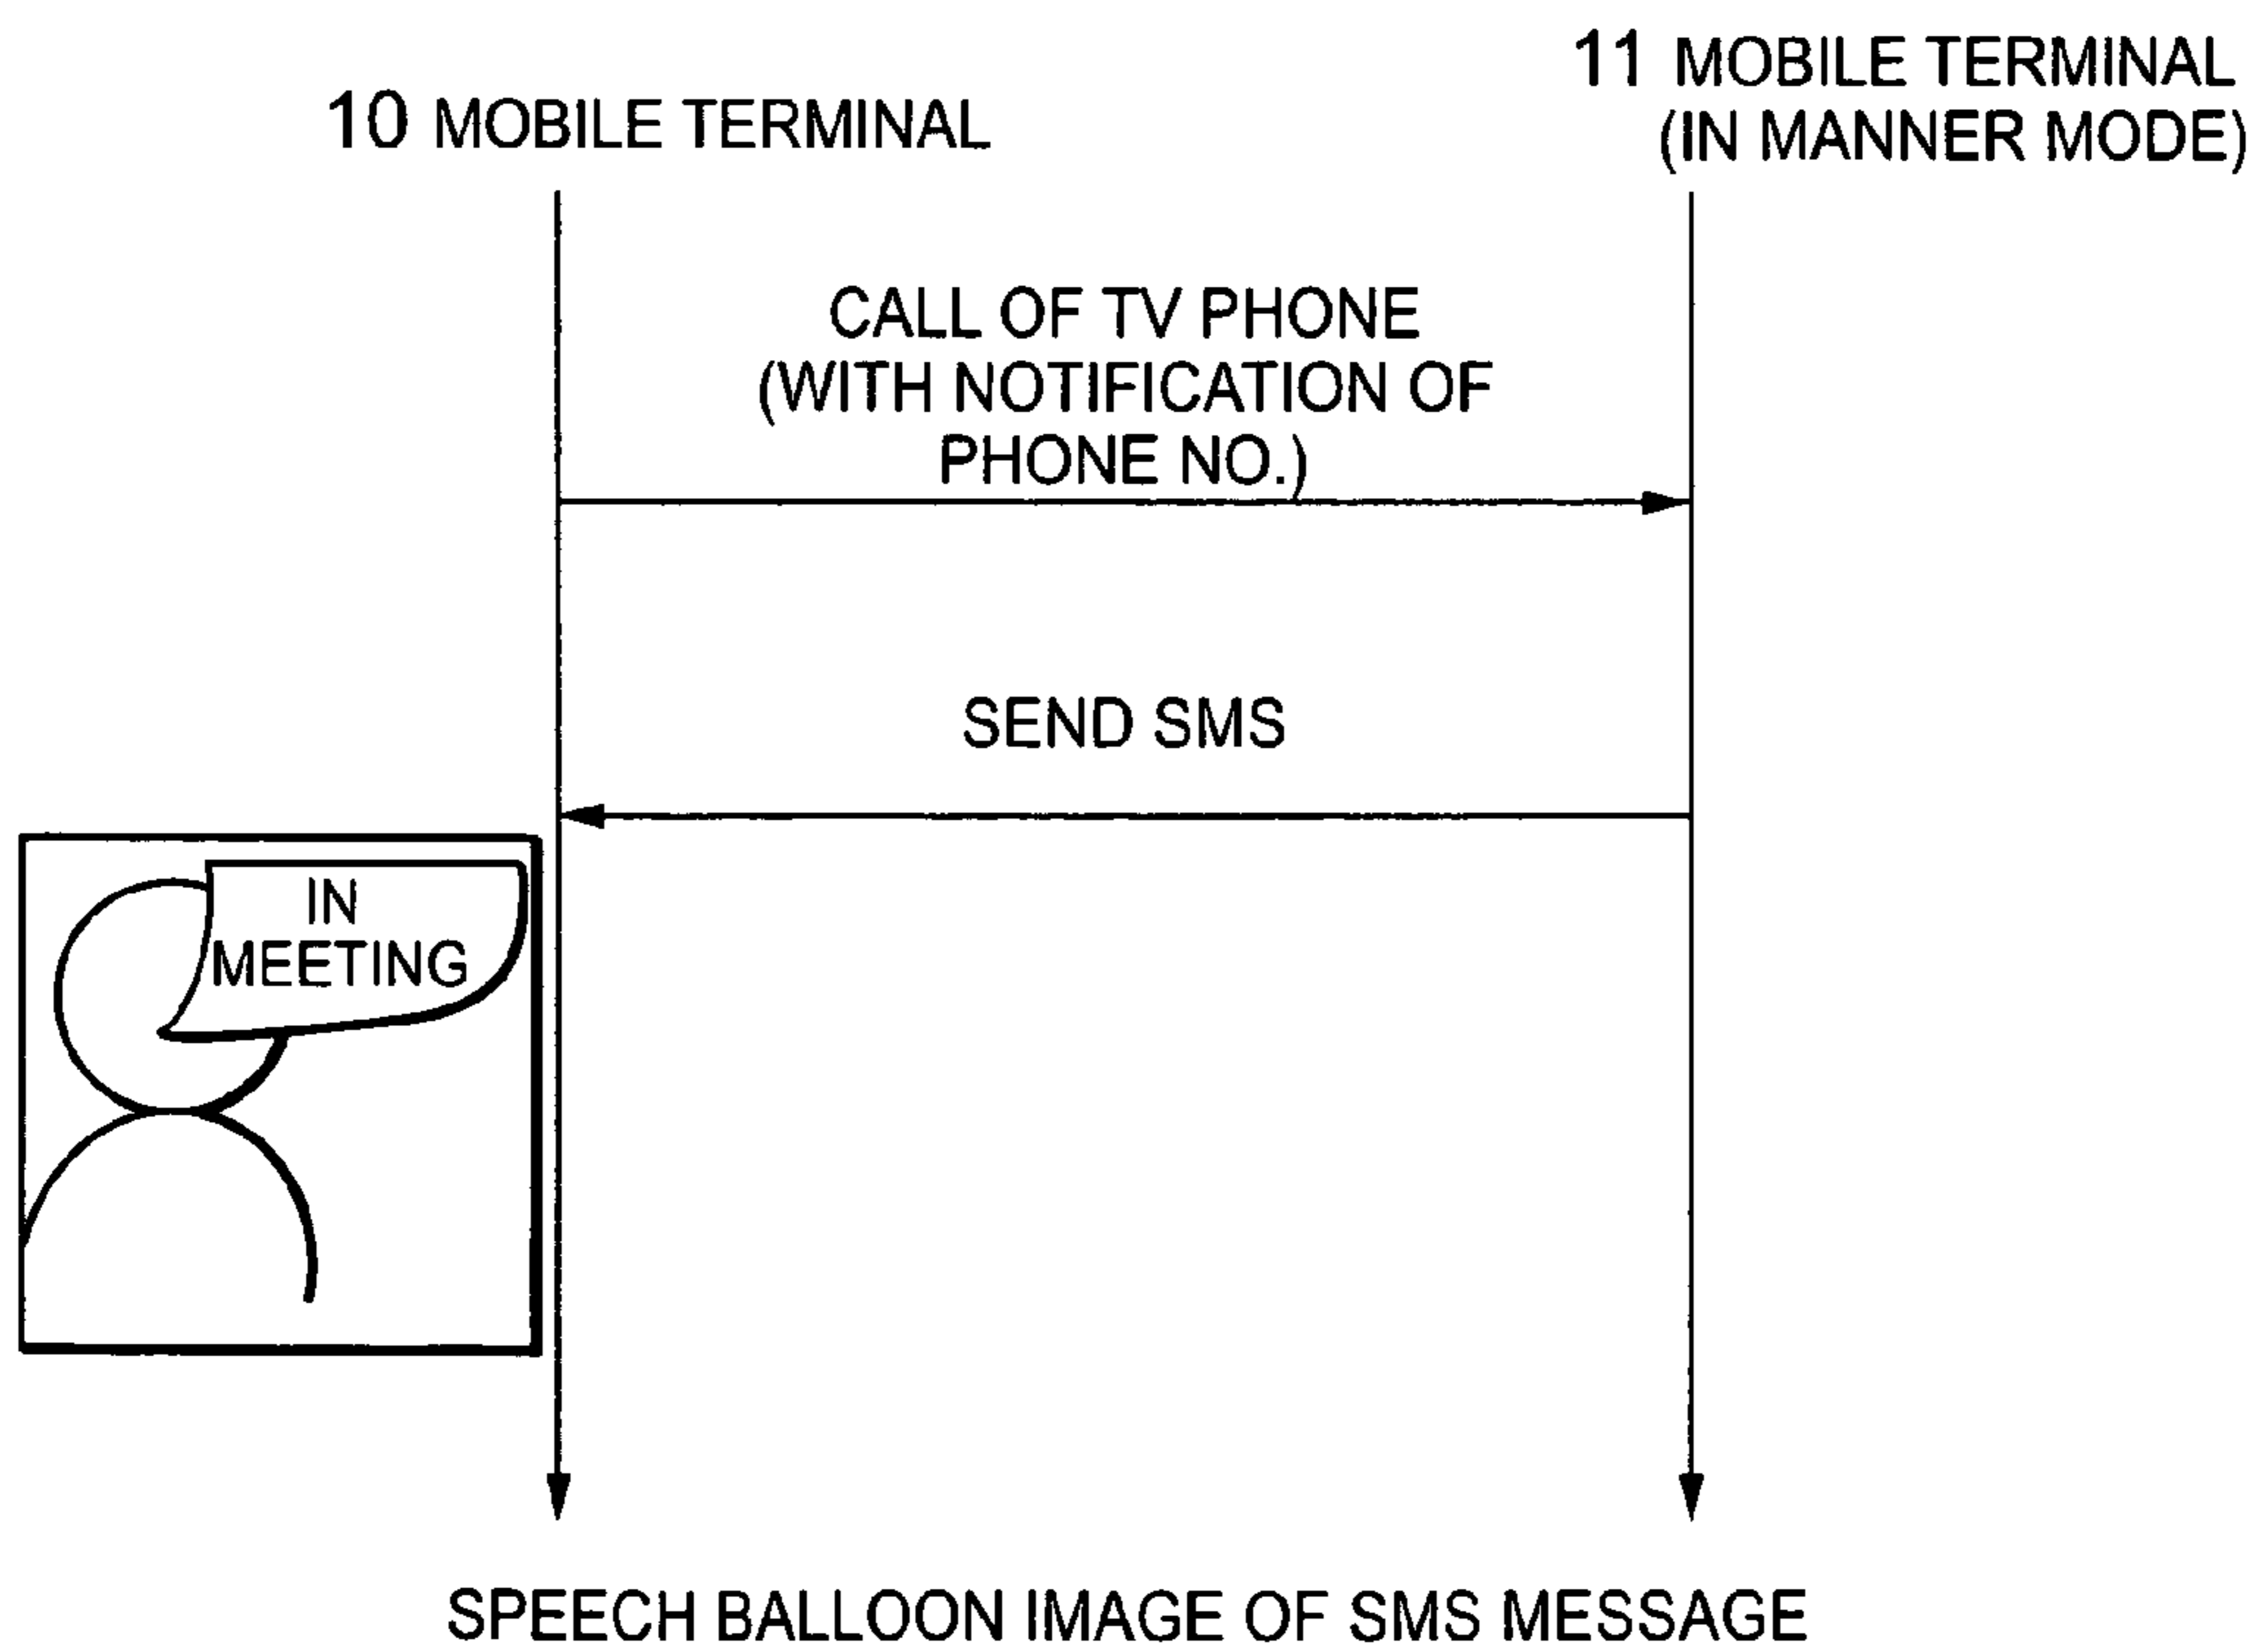 10 MOBILE TERMINAL
11 MOBILE TERMINAL
(IN MANNER MODE)
CALL OF TV PHONE
(WITH NOTIFICATION OF
PHONE NO.)
SEND SMS
IN
MEETING
SPEECH BALLOON IMAGE OF SMS MESSAGE